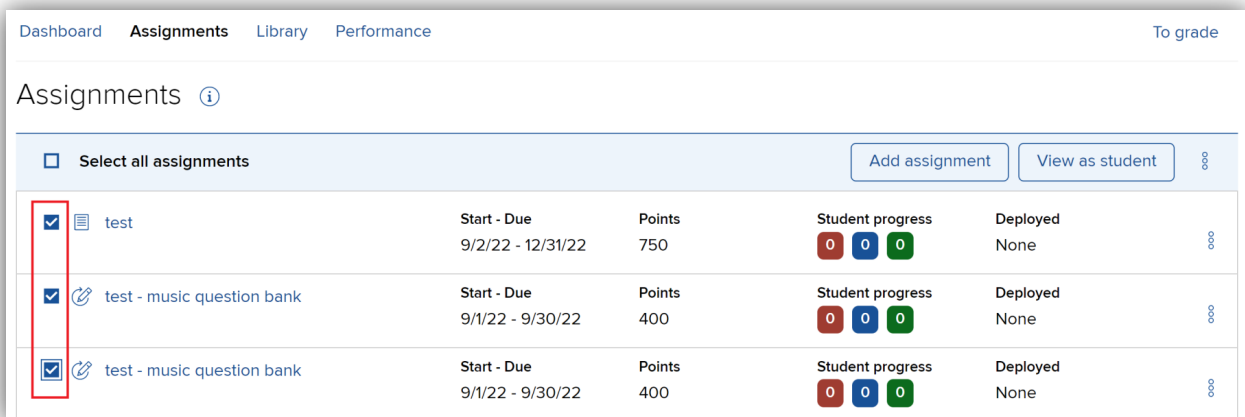 Dashboard Assignments Library Performance To grade
Assignments
Select all assignments Add assignment View as student
test Start - Due Points Student progress Deployed
9/2/22 - 12/31/22 750 0 0 0 None
test - music question bank Start - Due Points Student progress Deployed
9/1/22 - 9/30/22 400 0 0 0 None
test - music question bank Start - Due Points Student progress Deployed
9/1/22 - 9/30/22 400 0 0 0 None